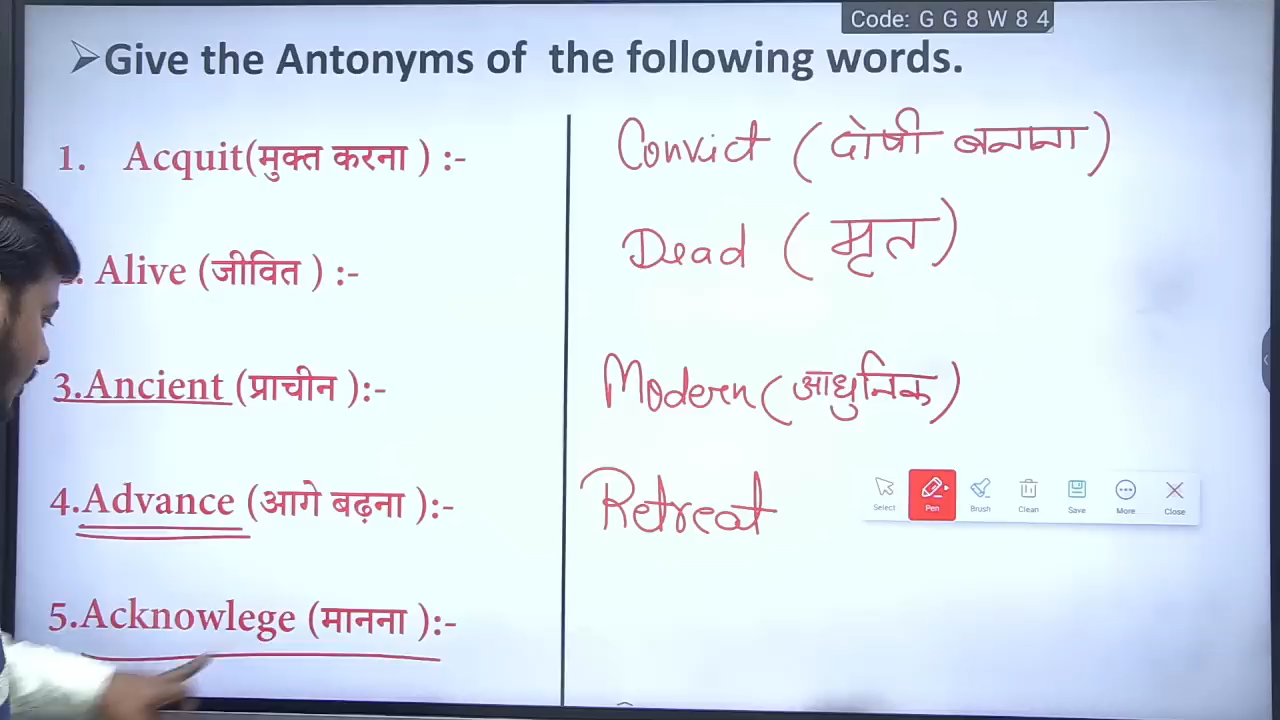 Code: G G 8 W 8 4
➢Give the Antonyms of the following words.
1. Acquit(मुक्त करना ) :-
Convict (दोषी बनाना)
. Alive (जीवित ) :-
Dead (मृत)
3.Ancient (प्राचीन ):-
Modern (आधुनिक)
4.Advance (आगे बढ़ना ):-
Retreat
Select Pen Brush Clean Save More Close
5.Acknowlege (मानना ):-